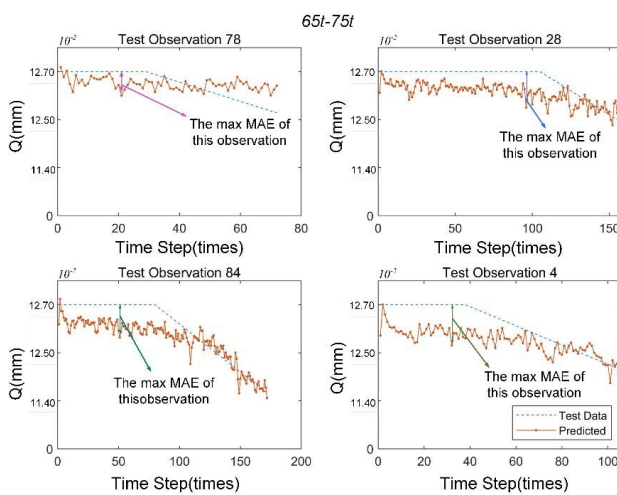 65t-75t
10⁻²
Test Observation 78
12.70
12.50
11.40
0
Q(mm)
The max MAE of
this observation
0 20 40 60 80
Time Step(times)
10⁻²
Test Observation 28
12.70
12.50
11.40
0
Q(mm)
The max MAE of
this observation
0 50 100 150
Time Step(times)
10⁻²
Test Observation 84
12.70
12.50
11.40
0
Q(mm)
The max MAE of
thisobservation
0 50 100 150 200
Time Step(times)
10⁻²
Test Observation 4
12.70
12.50
11.40
0
Q(mm)
The max MAE of
this observation
Test Data
Predicted
0 20 40 60 80 100
Time Step(times)